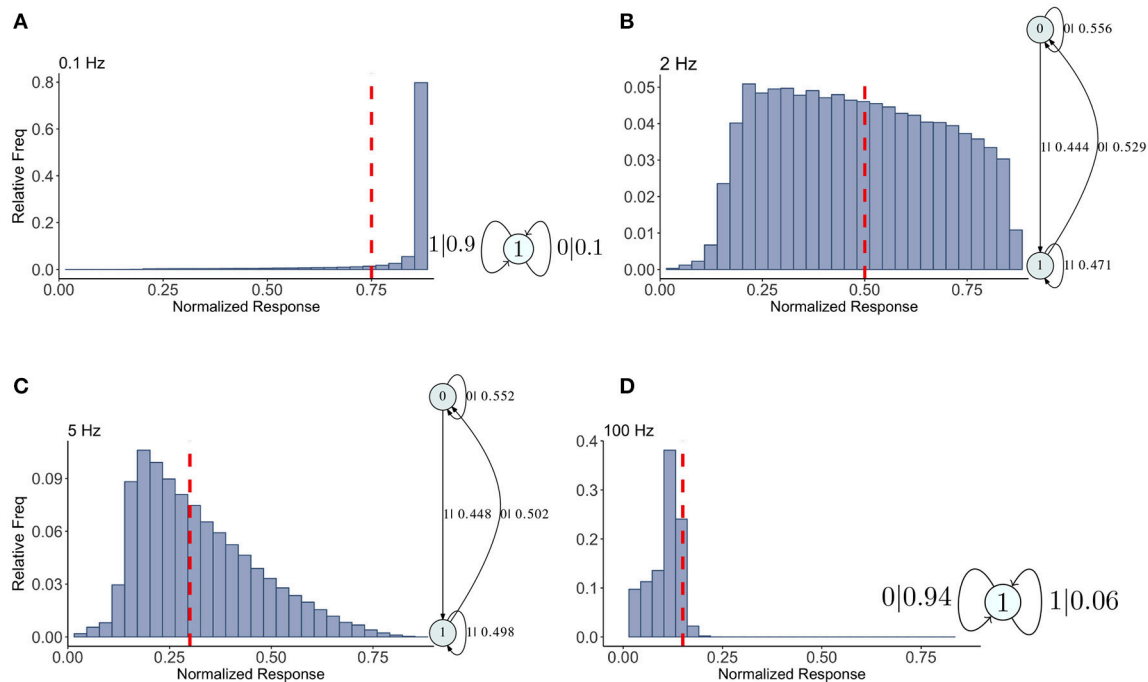 A
0.1 Hz
Relative Freq
0.8
0.6
0.4
0.2
0.0
0.00 0.25 0.50 0.75
Normalized Response
1|0.9
1
0|0.1
B
2 Hz
0.05
0.04
0.03
0.02
0.01
0.00
0.00 0.25 0.50 0.75
Normalized Response
0
0| 0.556
1| 0.444
0| 0.529
1
1| 0.471
C
5 Hz
Relative Freq
0.09
0.06
0.03
0.00
0.00 0.25 0.50 0.75
Normalized Response
0
0| 0.552
1| 0.448
0| 0.502
1
1| 0.498
D
100 Hz
0.4
0.3
0.2
0.1
0.0
0.00 0.25 0.50 0.75
Normalized Response
0|0.94
1
1|0.06